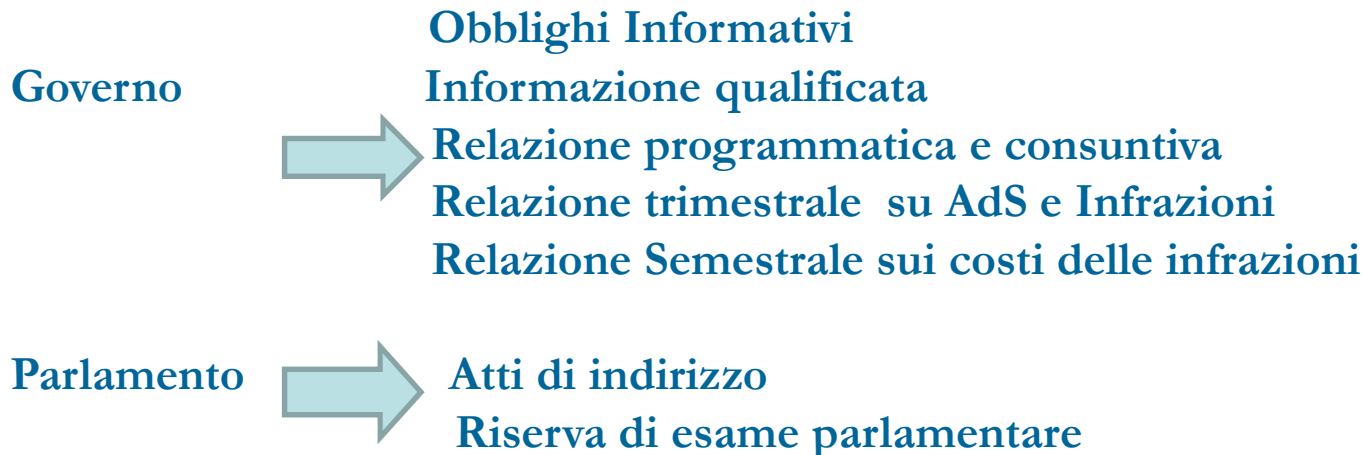 Obblighi Informativi
Governo Informazione qualificata
Relazione programmatica e consuntiva
Relazione trimestrale su AdS e Infrazioni
Relazione Semestrale sui costi delle infrazioni
Parlamento Atti di indirizzo
Riserva di esame parlamentare